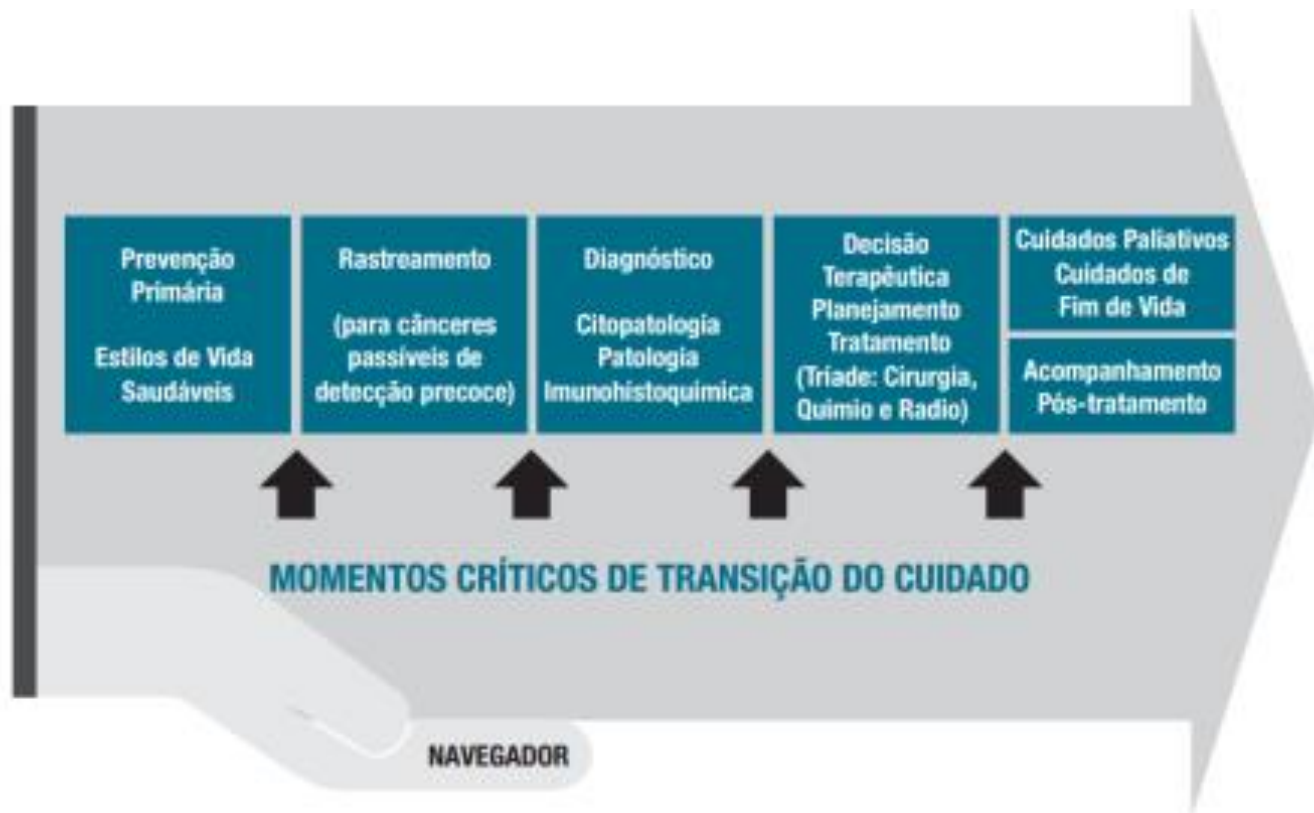 Prevenção
Primária
Estilos de Vida
Saudáveis
Rastreamento
(para cânceres
passíveis de
detecção precoce)
Diagnóstico
Citopatologia
Patologia
Imunohistoquimica
Decisão
Terapêutica
Planejamento
Tratamento
(Tríade: Cirurgia,
Quimio e Radio)
Cuidados Paliativos
Cuidados de
Fim de Vida
Acompanhamento
Pós-tratamento
MOMENTOS CRÍTICOS DE TRANSIÇÃO DO CUIDADO
NAVEGADOR